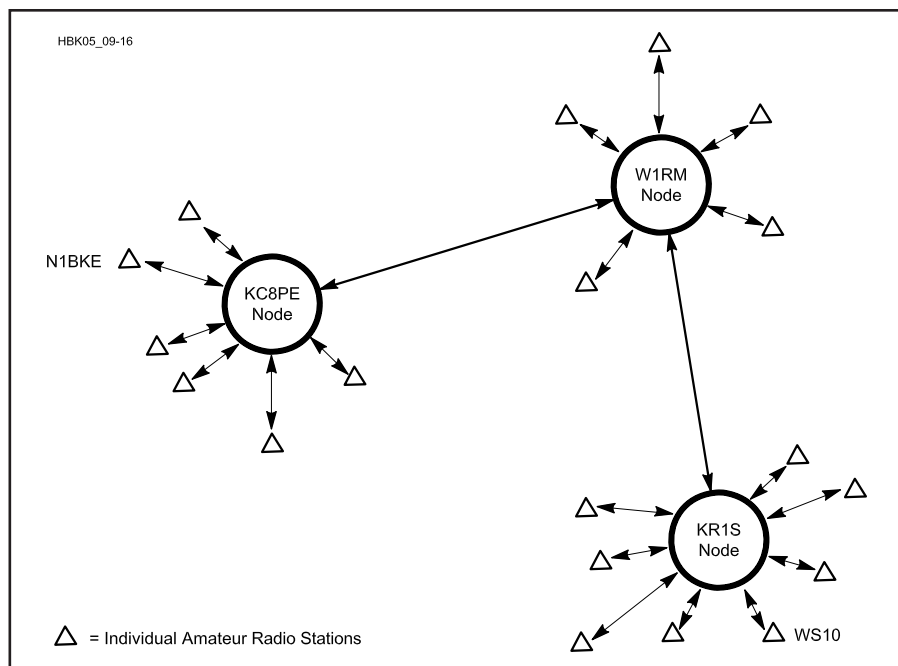 HBK05_09-16
W1RM
Node
N1BKE
KC8PE
Node
KR1S
Node
WS10
= Individual Amateur Radio Stations